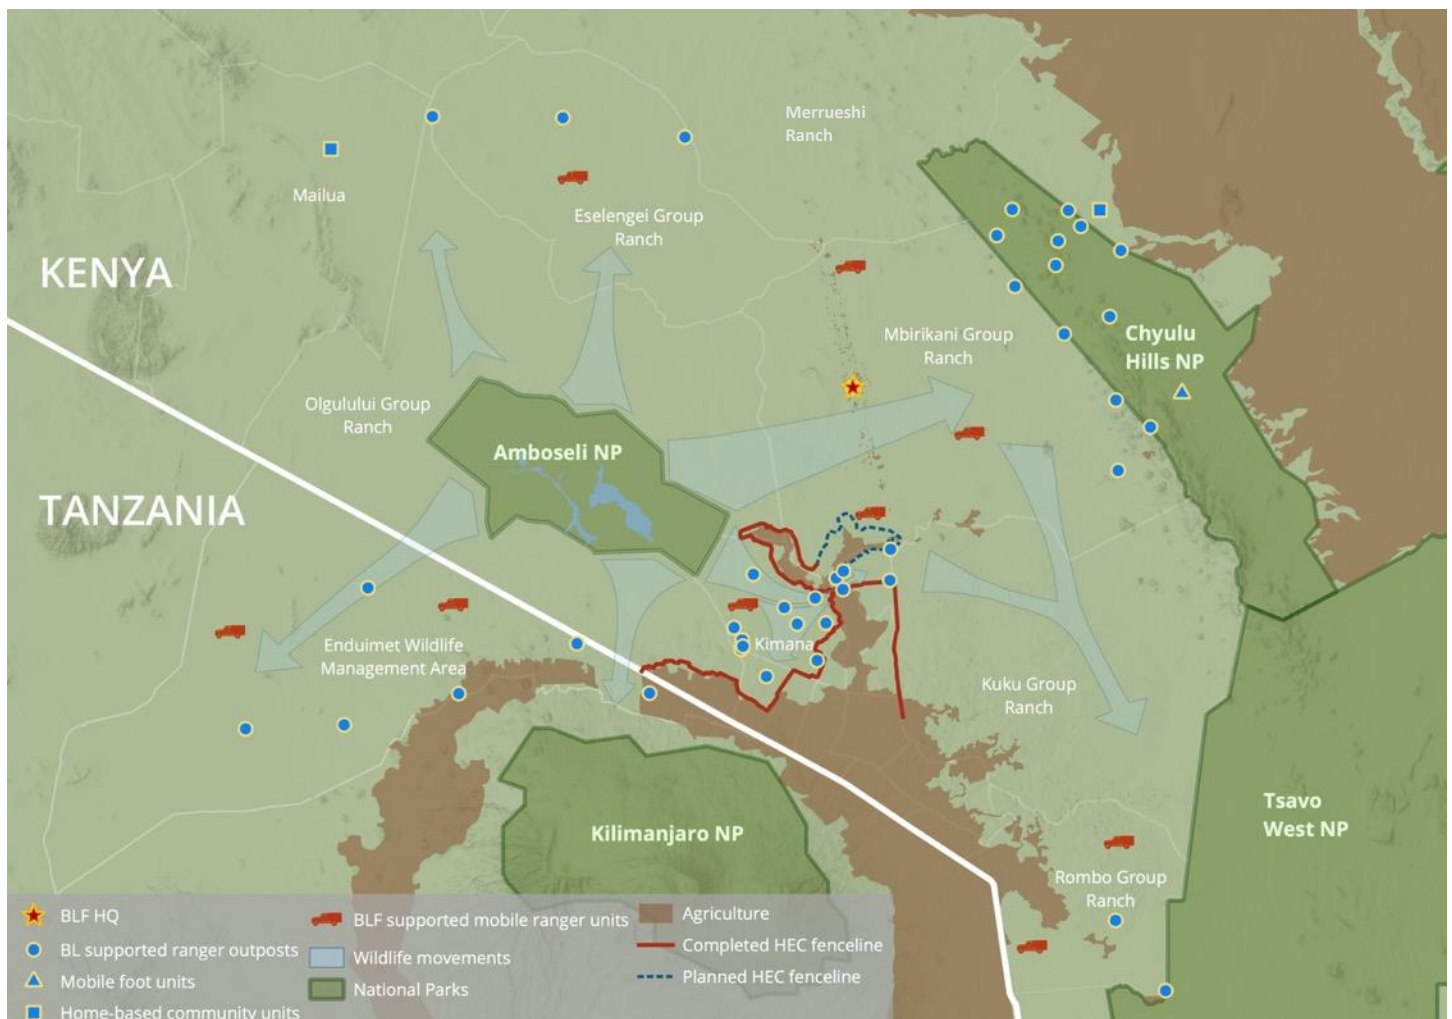 Merrueshi
Ranch
Mailua
Eselengei Group
Ranch
KENYA
Mbirikani Group
Ranch
Chyulu
Hills NP
Olgululului Group
Ranch
Amboseli NP
TANZANIA
Enduimet Wildlife
Management Area
Kimana
Kuku Group
Ranch
Kilimanjaro NP
Tsavo
West NP
Rombo Group
Ranch
BLF HQ
BL supported ranger outposts
Mobile foot units
Home-based community units
BLF supported mobile ranger units
Wildlife movements
National Parks
Agriculture
Completed HEC fenceline
Planned HEC fenceline